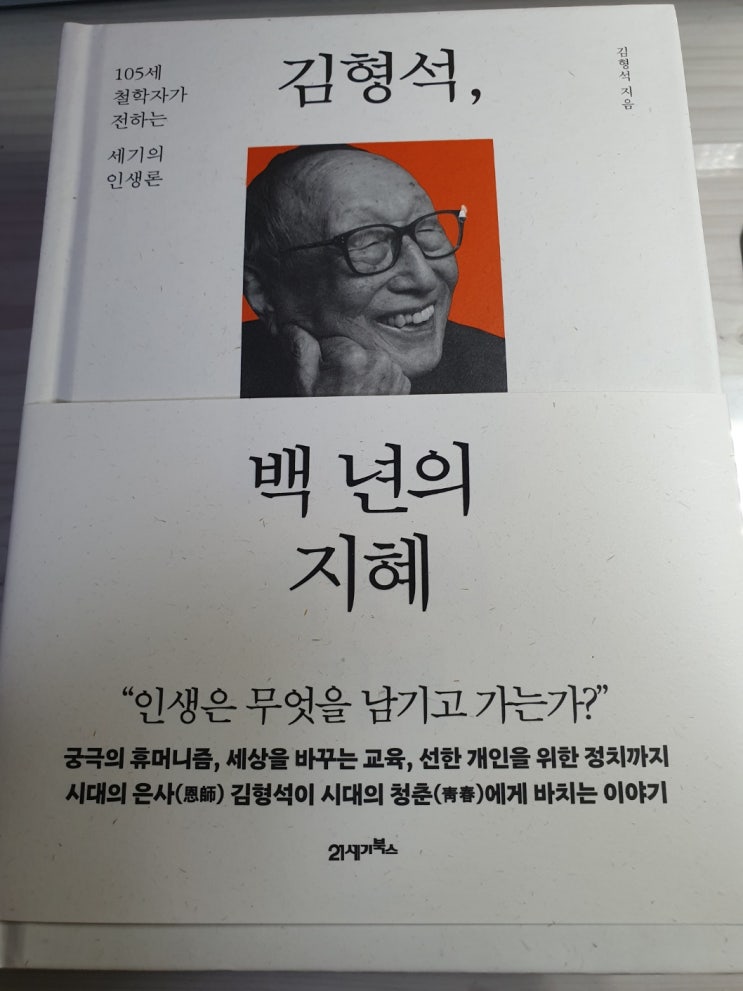 105세
철학자가
전하는
세기의
인생론
김형석,
김형석 지음
백 년의
지혜
“인생은 무엇을 남기고 가는가?”
궁극의 휴머니즘, 세상을 바꾸는 교육, 선한 개인을 위한 정치까지
시대의 은사(恩師) 김형석이 시대의 청춘(靑春)에게 바치는 이야기
21세기북스